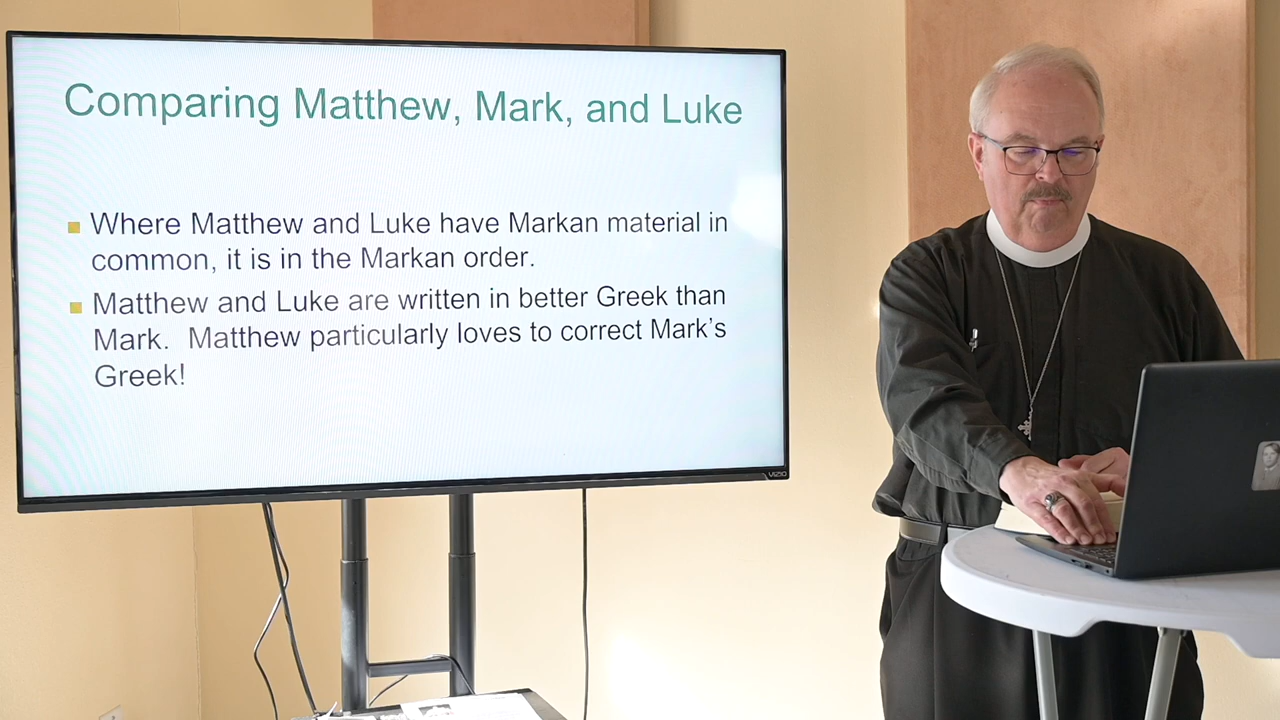 Comparing Matthew, Mark, and Luke
Where Matthew and Luke have Markan material in
common, it is in the Markan order.
Matthew and Luke are written in better Greek than
Mark.  Matthew particularly loves to correct Mark's
Greek!
VIZIO